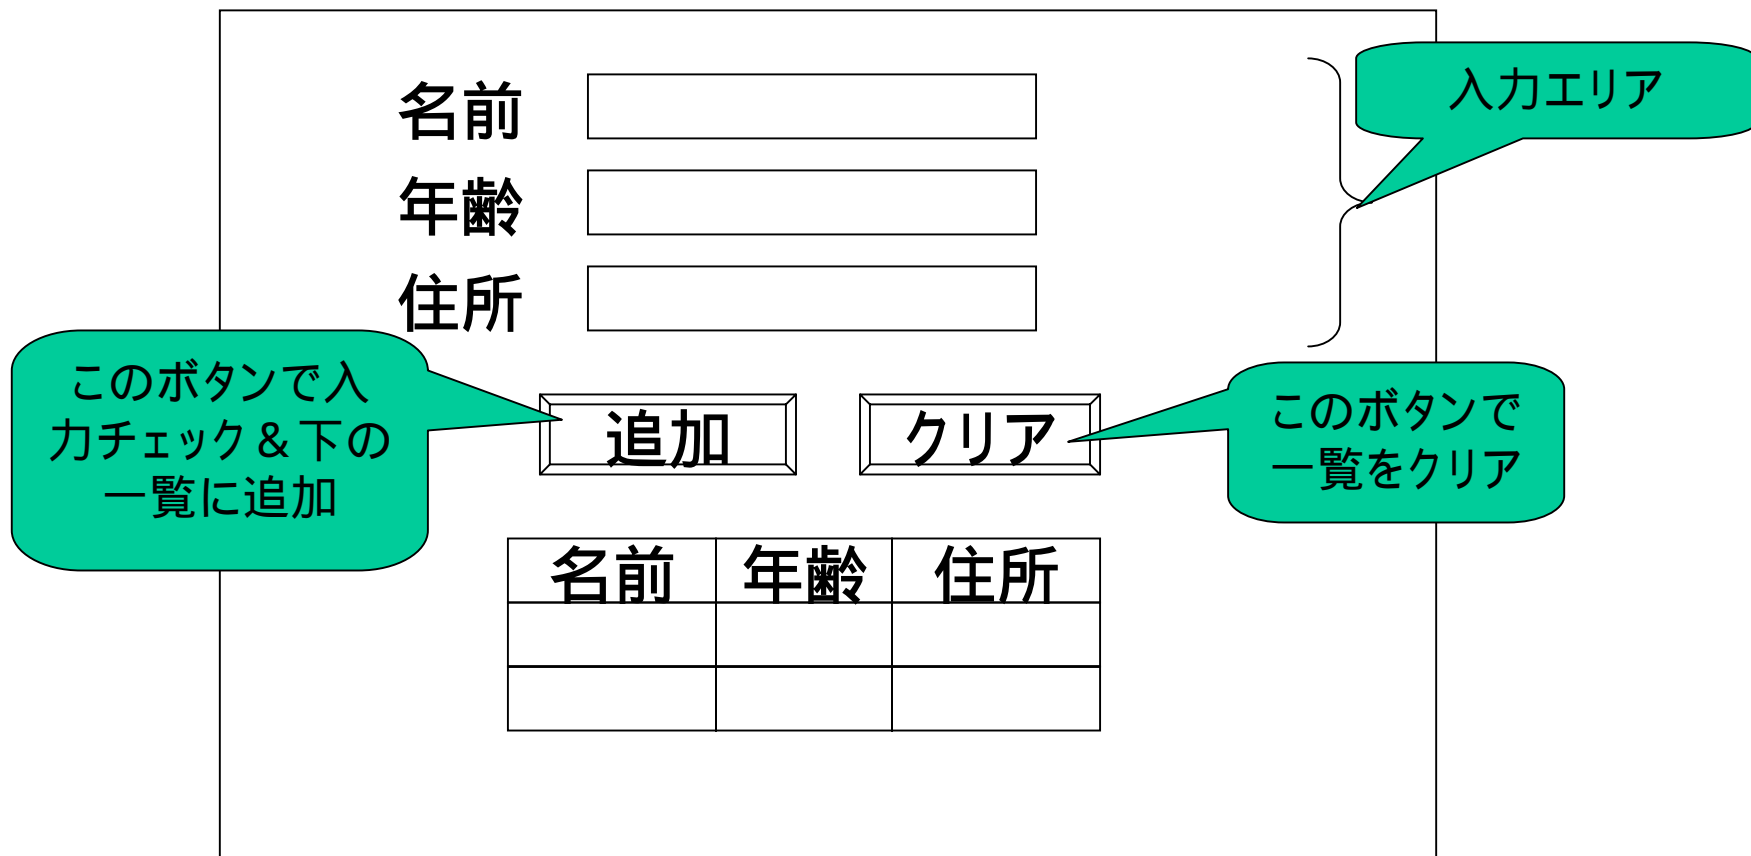 名前
入力エリア
年齢
住所
このボタンで入
力チェック＆下の
一覧に追加
追加
クリア
このボタンで
一覧をクリア
名前 年齢 住所